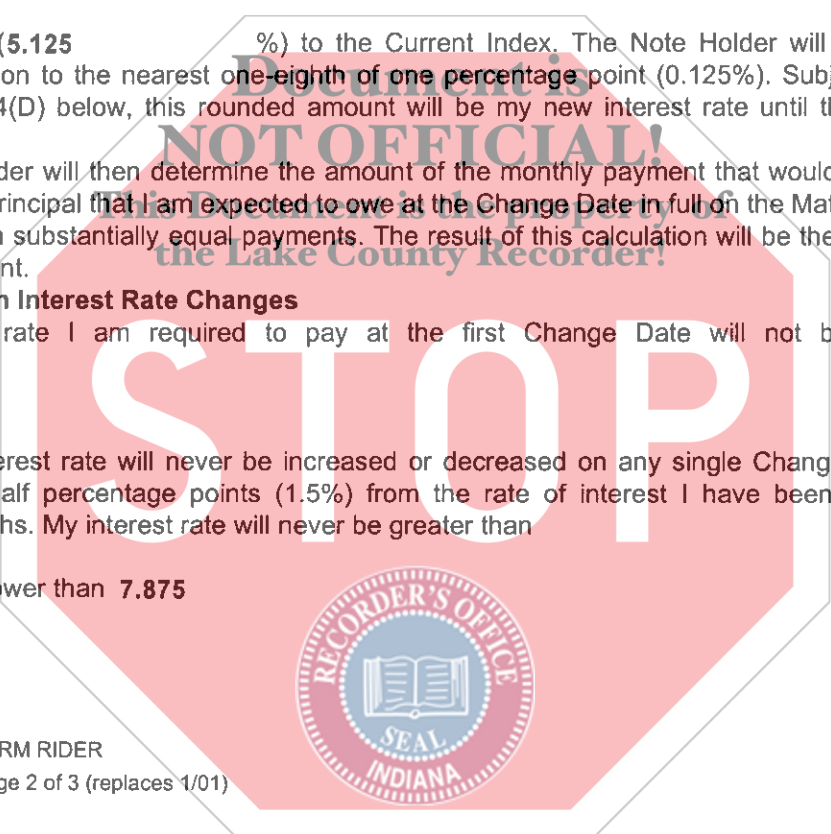 (5.125 %) to the Current Index. The Note Holder will
on to the nearest one-eighth of one percentage point (0.125%). Subj
4(D) below, this rounded amount will be my new interest rate until th
der will then determine the amount of the monthly payment that would
rincipal that I am expected to owe at the Change Date in full on the Mat
n substantially equal payments. The result of this calculation will be the
nt.
n Interest Rate Changes
rate I am required to pay at the first Change Date will not b
erest rate will never be increased or decreased on any single Chang
alf percentage points (1.5%) from the rate of interest I have been
ths. My interest rate will never be greater than
ower than 7.875
RM RIDER
ge 2 of 3 (replaces 1/01)
Document is
NOT OFFICIAL!
This Document is the property of
the Lake County Recorder!
STOP
RECORDER'S OFFICE
SEAL
INDIANA